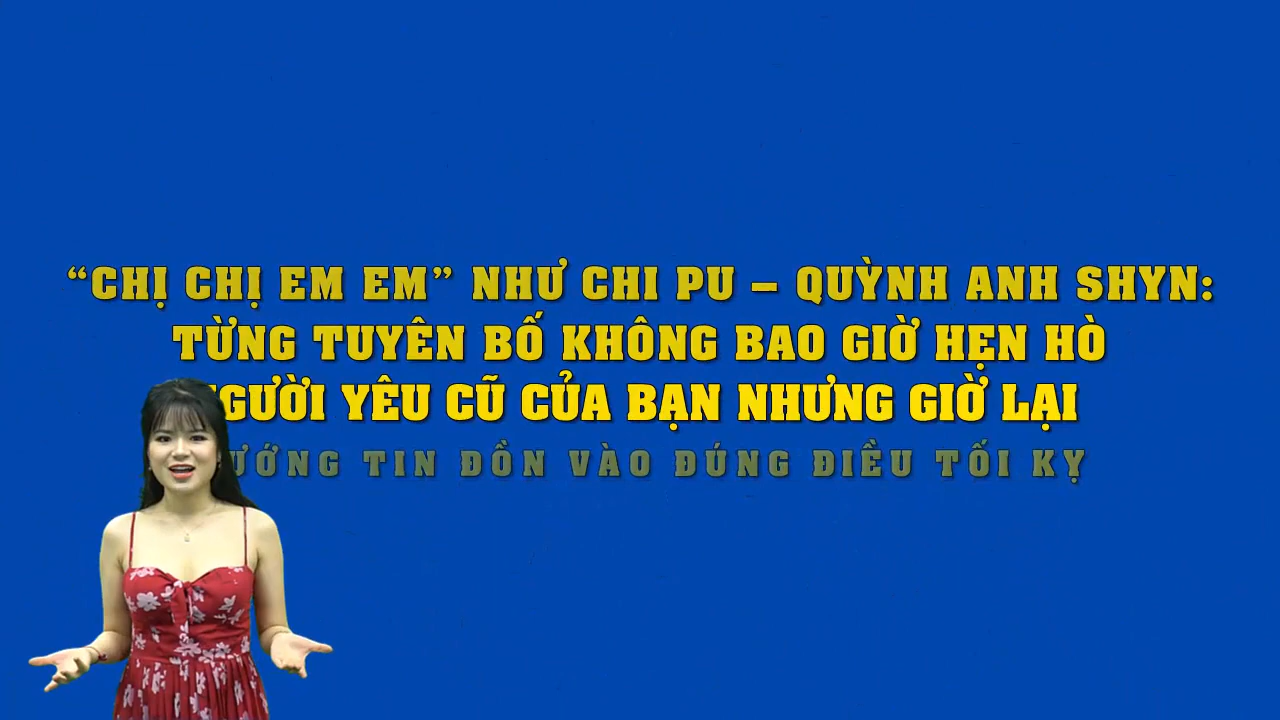 “CHỊ CHỊ EM EM” NHƯ CHI PU – QUỲNH ANH SHYN:
TỪNG TUYÊN BỐ KHÔNG BAO GIỜ HẸN HÒ
YÊU CŨ CỦA BẠN NHƯNG GIỜ LẠI
TIN ĐỒN VÀO ĐÚNG ĐIỀU TỐI KỴ